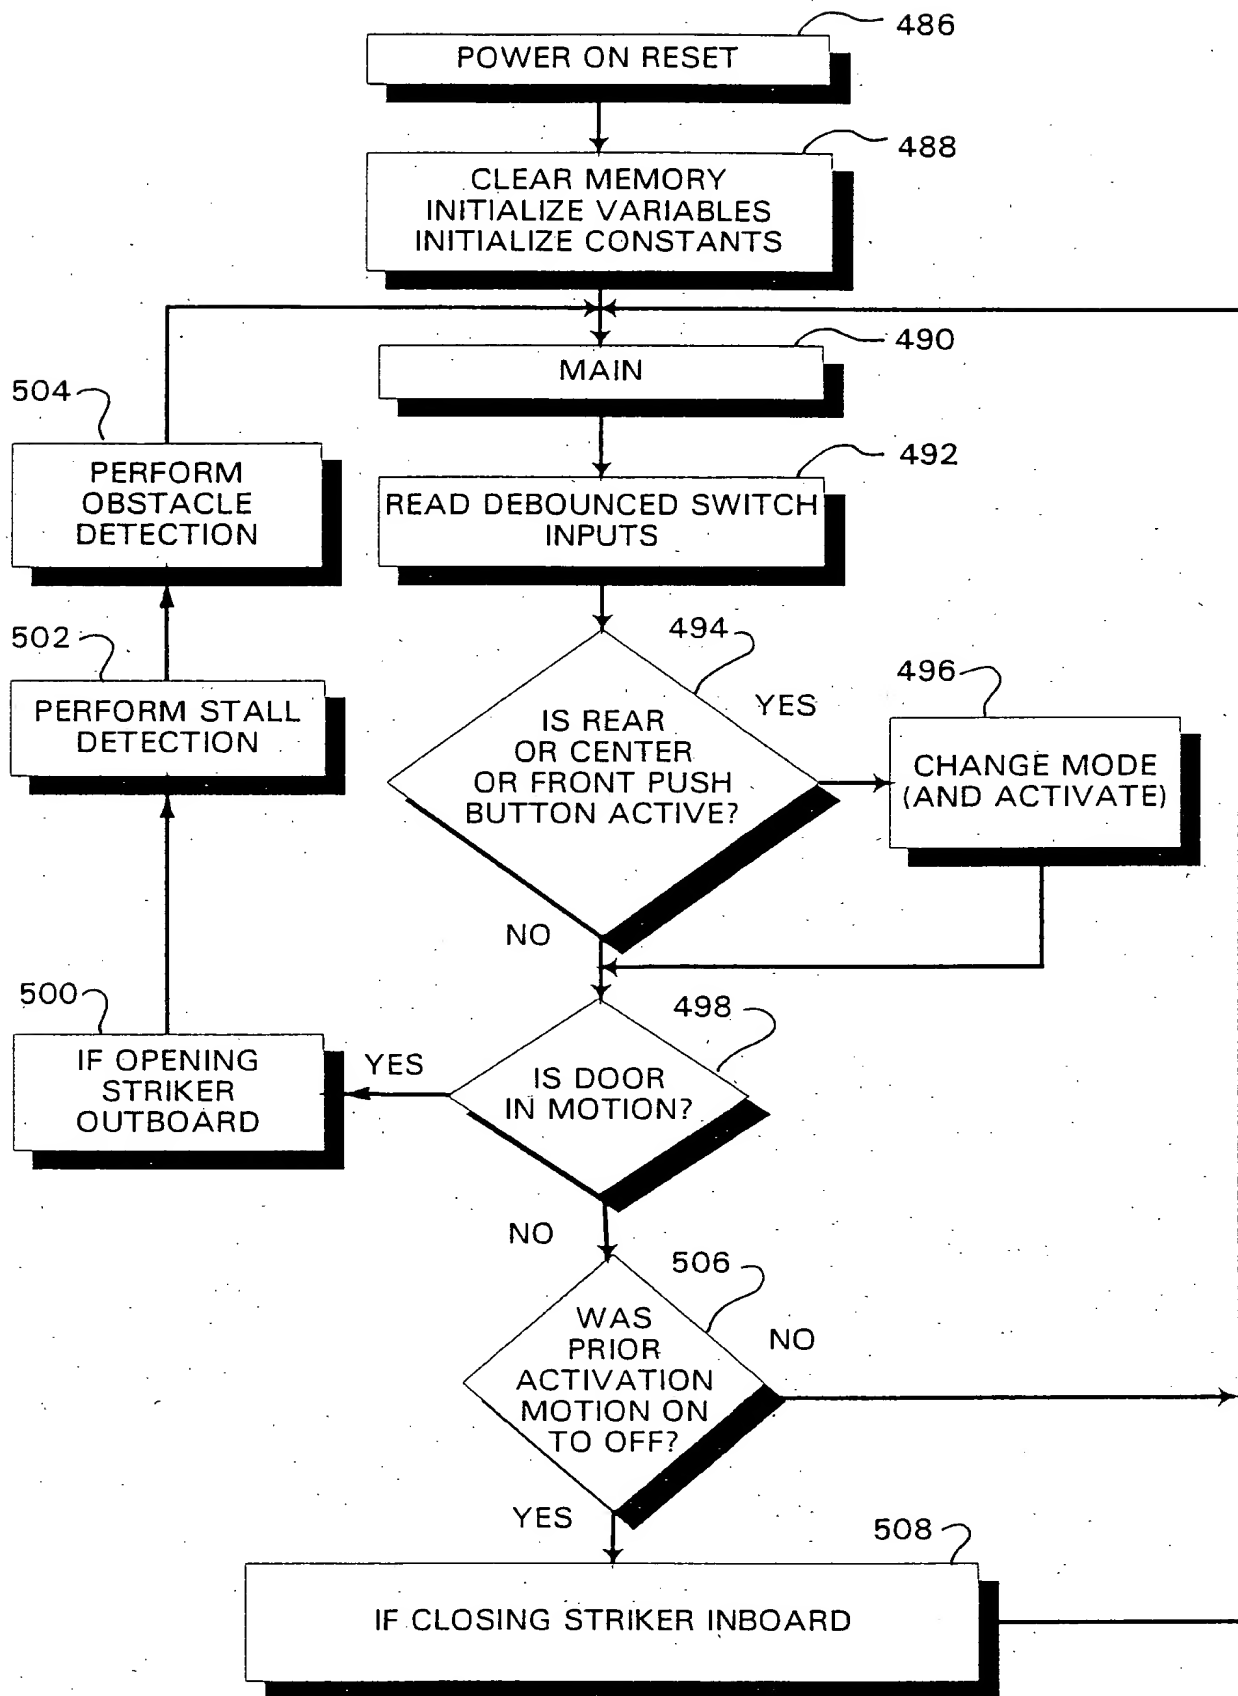 486
POWER ON RESET
488
CLEAR MEMORY
INITIALIZE VARIABLES
INITIALIZE CONSTANTS
490
MAIN
504
PERFORM
OBSTACLE
DETECTION
492
READ DEBOUNCED SWITCH
INPUTS
502
PERFORM STALL
DETECTION
494
IS REAR
OR CENTER
OR FRONT PUSH
BUTTON ACTIVE?
YES
496
CHANGE MODE
(AND ACTIVATE)
NO
500
IF OPENING
STRIKER
OUTBOARD
YES
498
IS DOOR
IN MOTION?
NO
506
WAS
PRIOR
ACTIVATION
MOTION ON
TO OFF?
NO
YES
508
IF CLOSING STRIKER INBOARD